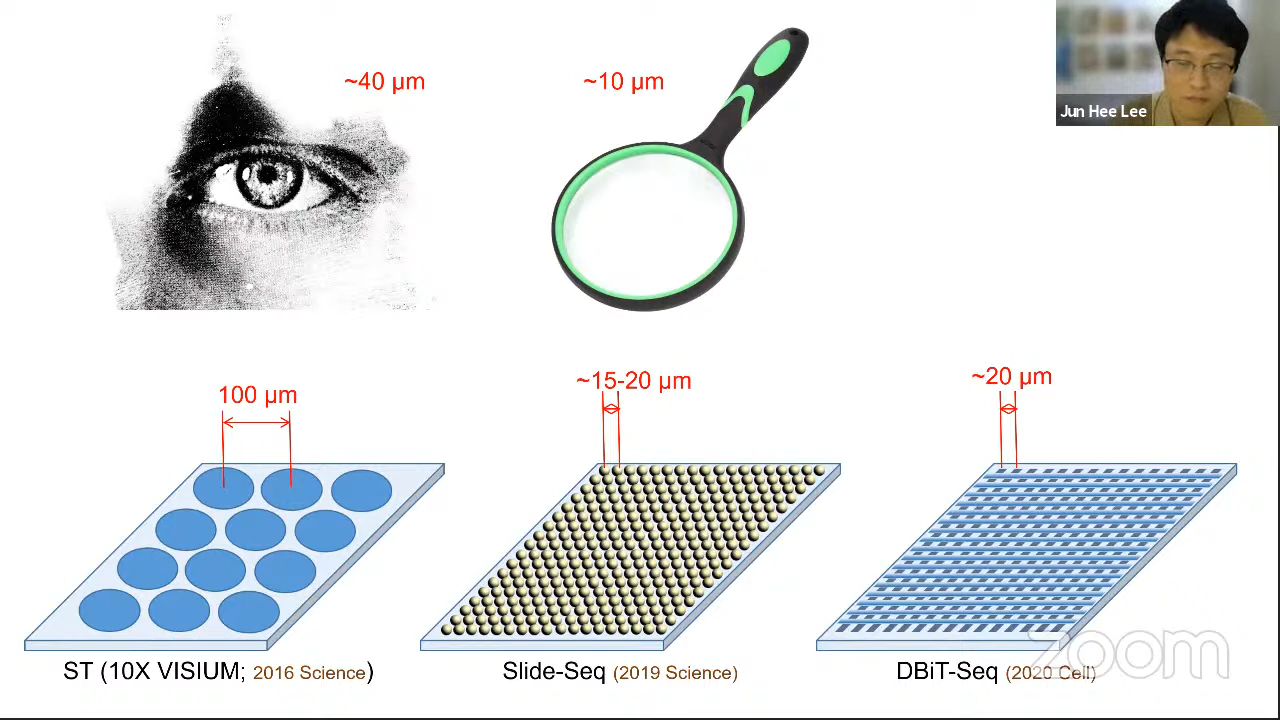 ~40 µm
~10 µm
Jun Hee Lee
100 µm
~15-20 µm
~20 µm
ST (10X VISIUM; 2016 Science)
Slide-Seq (2019 Science)
DBiT-Seq (2020 Cell)
zoom